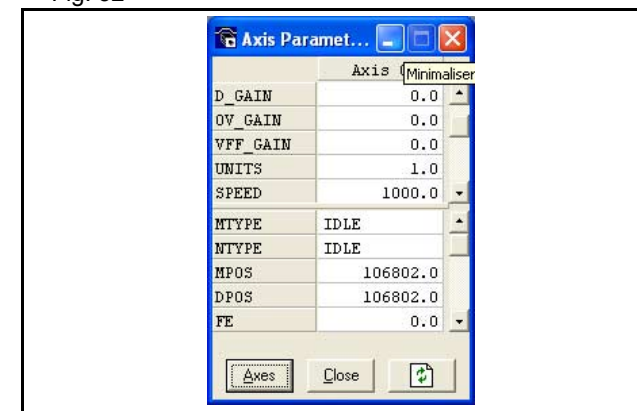 Axis Paramet...
Axis (
Minimaliser
D_GAIN 0.0
OV_GAIN 0.0
VFF_GAIN 0.0
UNITS 1.0
SPEED 1000.0
MTYPE IDLE
NTYPE IDLE
MPOS 106802.0
DPOS 106802.0
FE 0.0
Axes Close